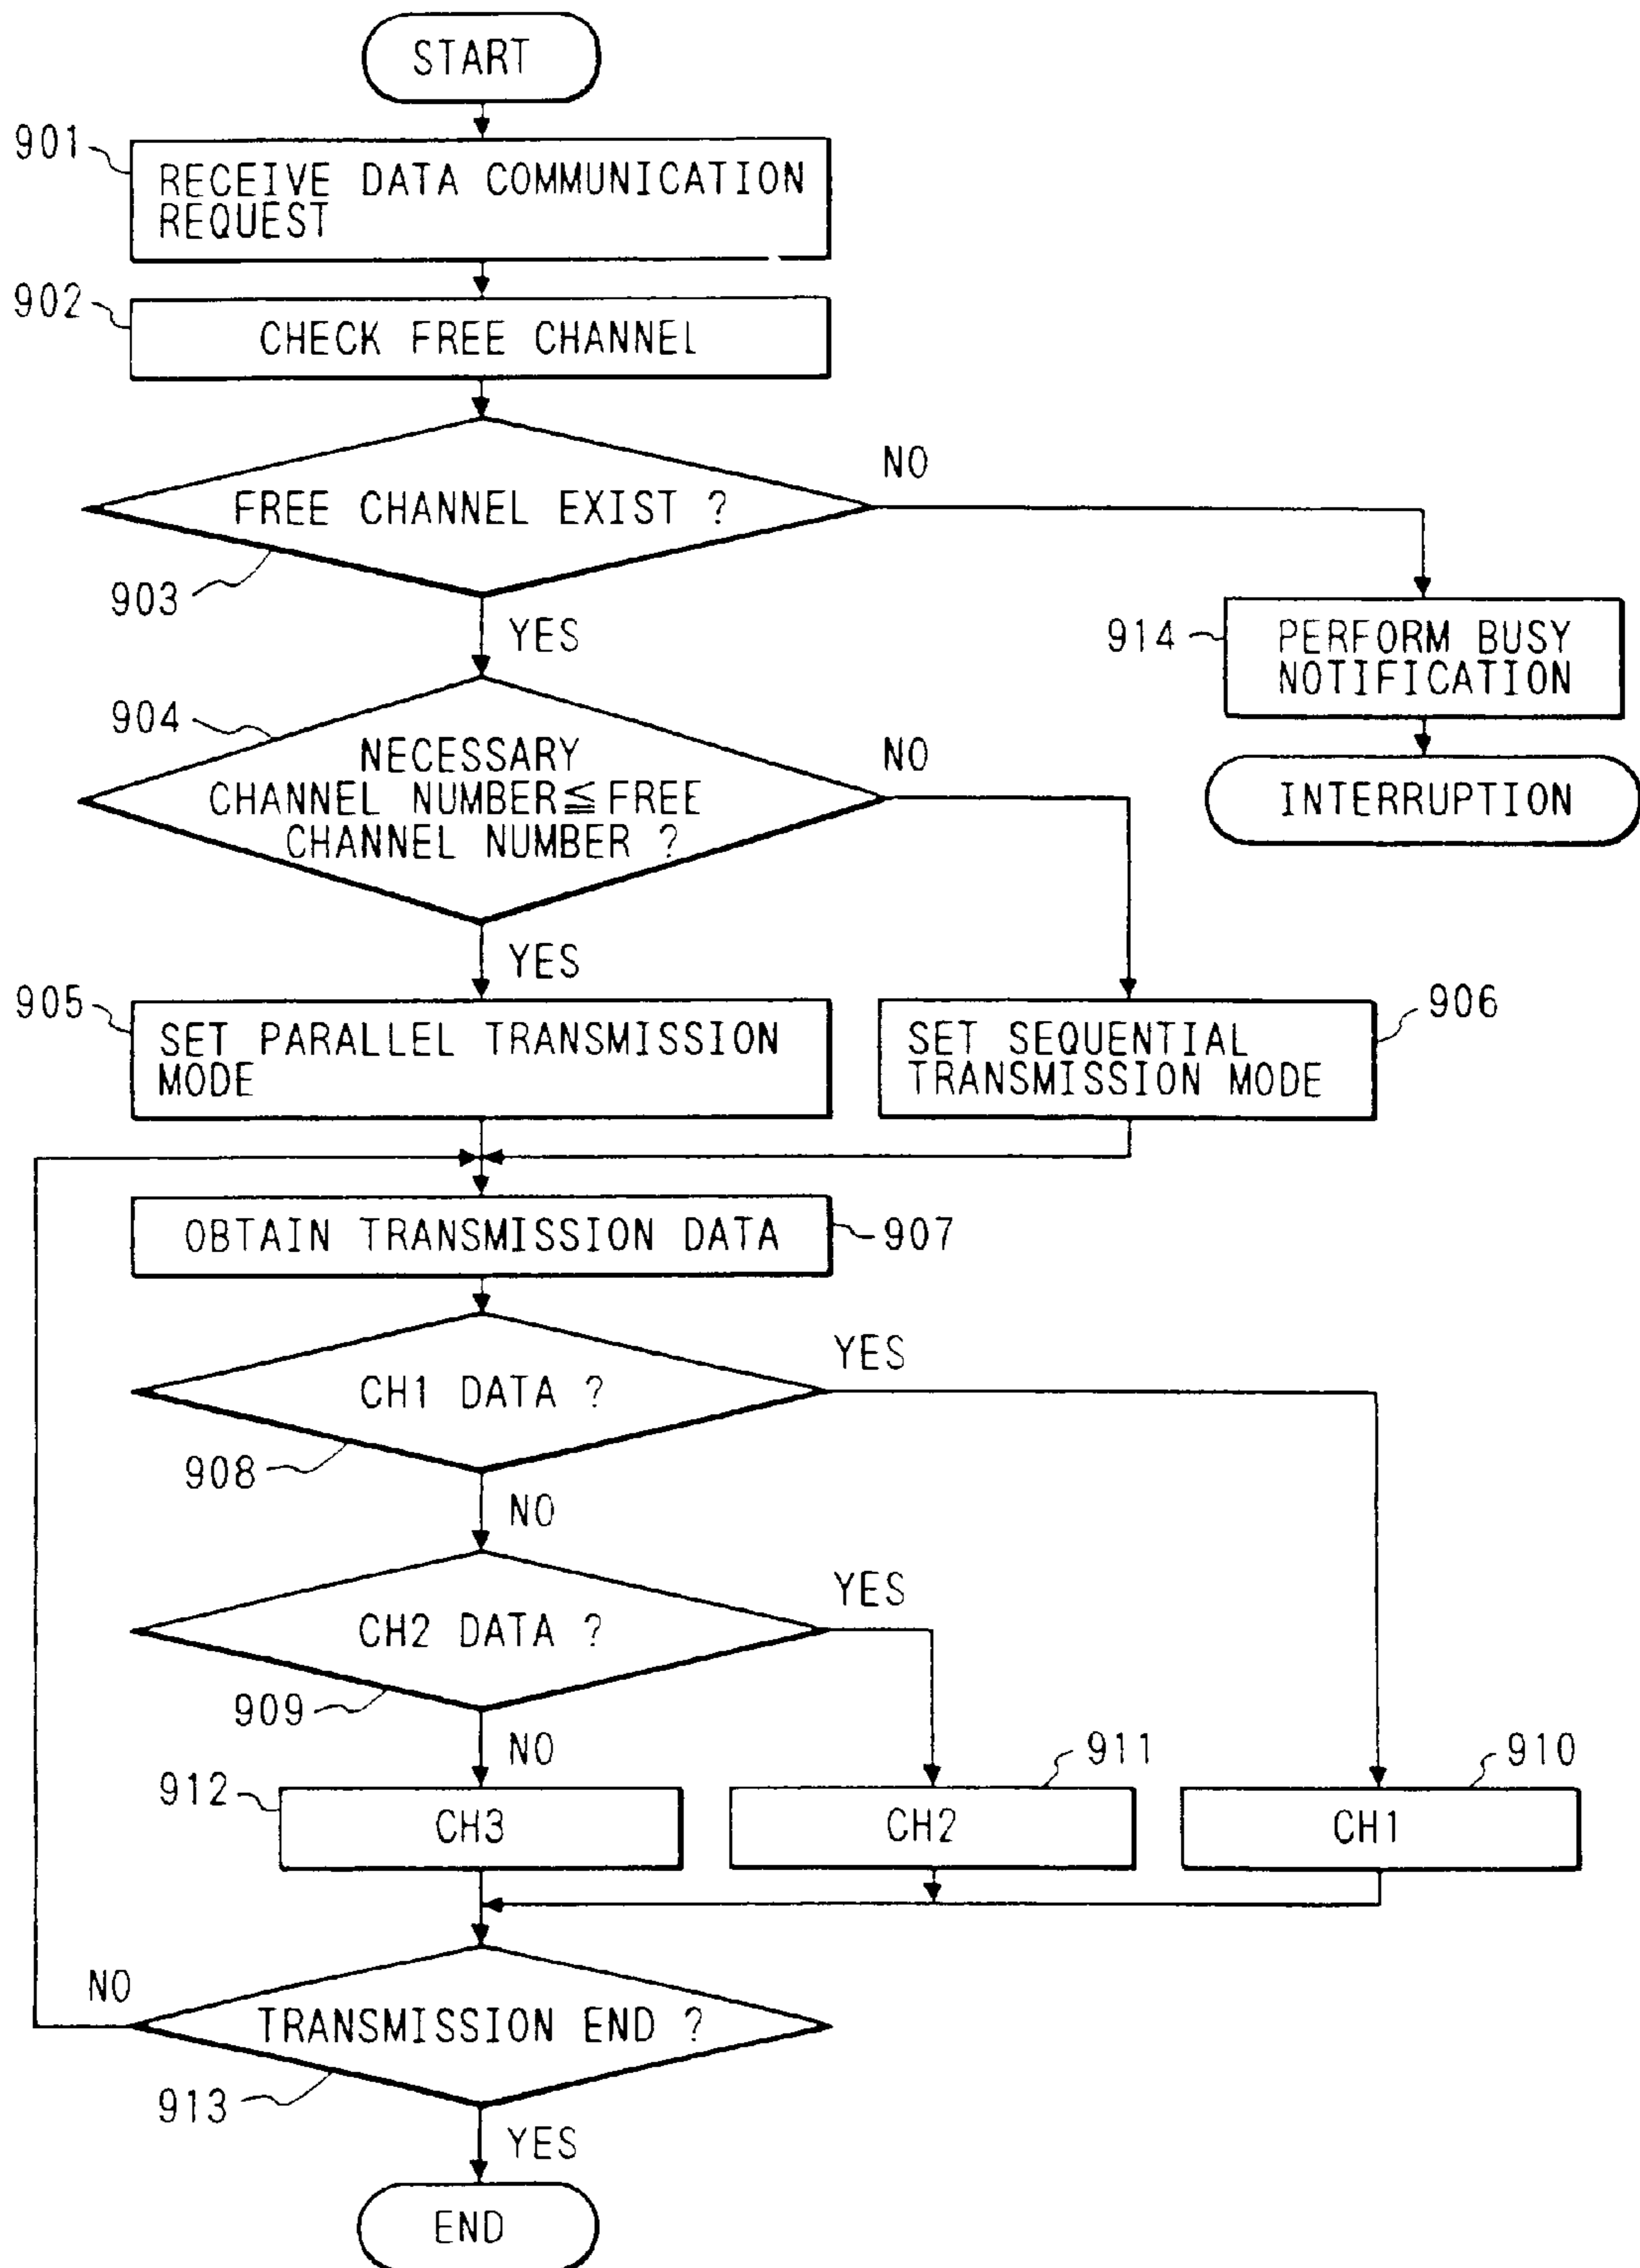 START
901
RECEIVE DATA COMMUNICATION
REQUEST
902
CHECK FREE CHANNEL
NO
FREE CHANNEL EXIST ?
903
YES
914
PERFORM BUSY
NOTIFICATION
904
NECESSARY
CHANNEL NUMBER≦FREE
CHANNEL NUMBER ?
NO
INTERRUPTION
YES
905
SET PARALLEL TRANSMISSION
MODE
906
SET SEQUENTIAL
TRANSMISSION MODE
OBTAIN TRANSMISSION DATA
907
YES
CH1 DATA ?
908
NO
YES
CH2 DATA ?
909
NO
912
CH3
911
CH2
910
CH1
NO
TRANSMISSION END ?
913
YES
END